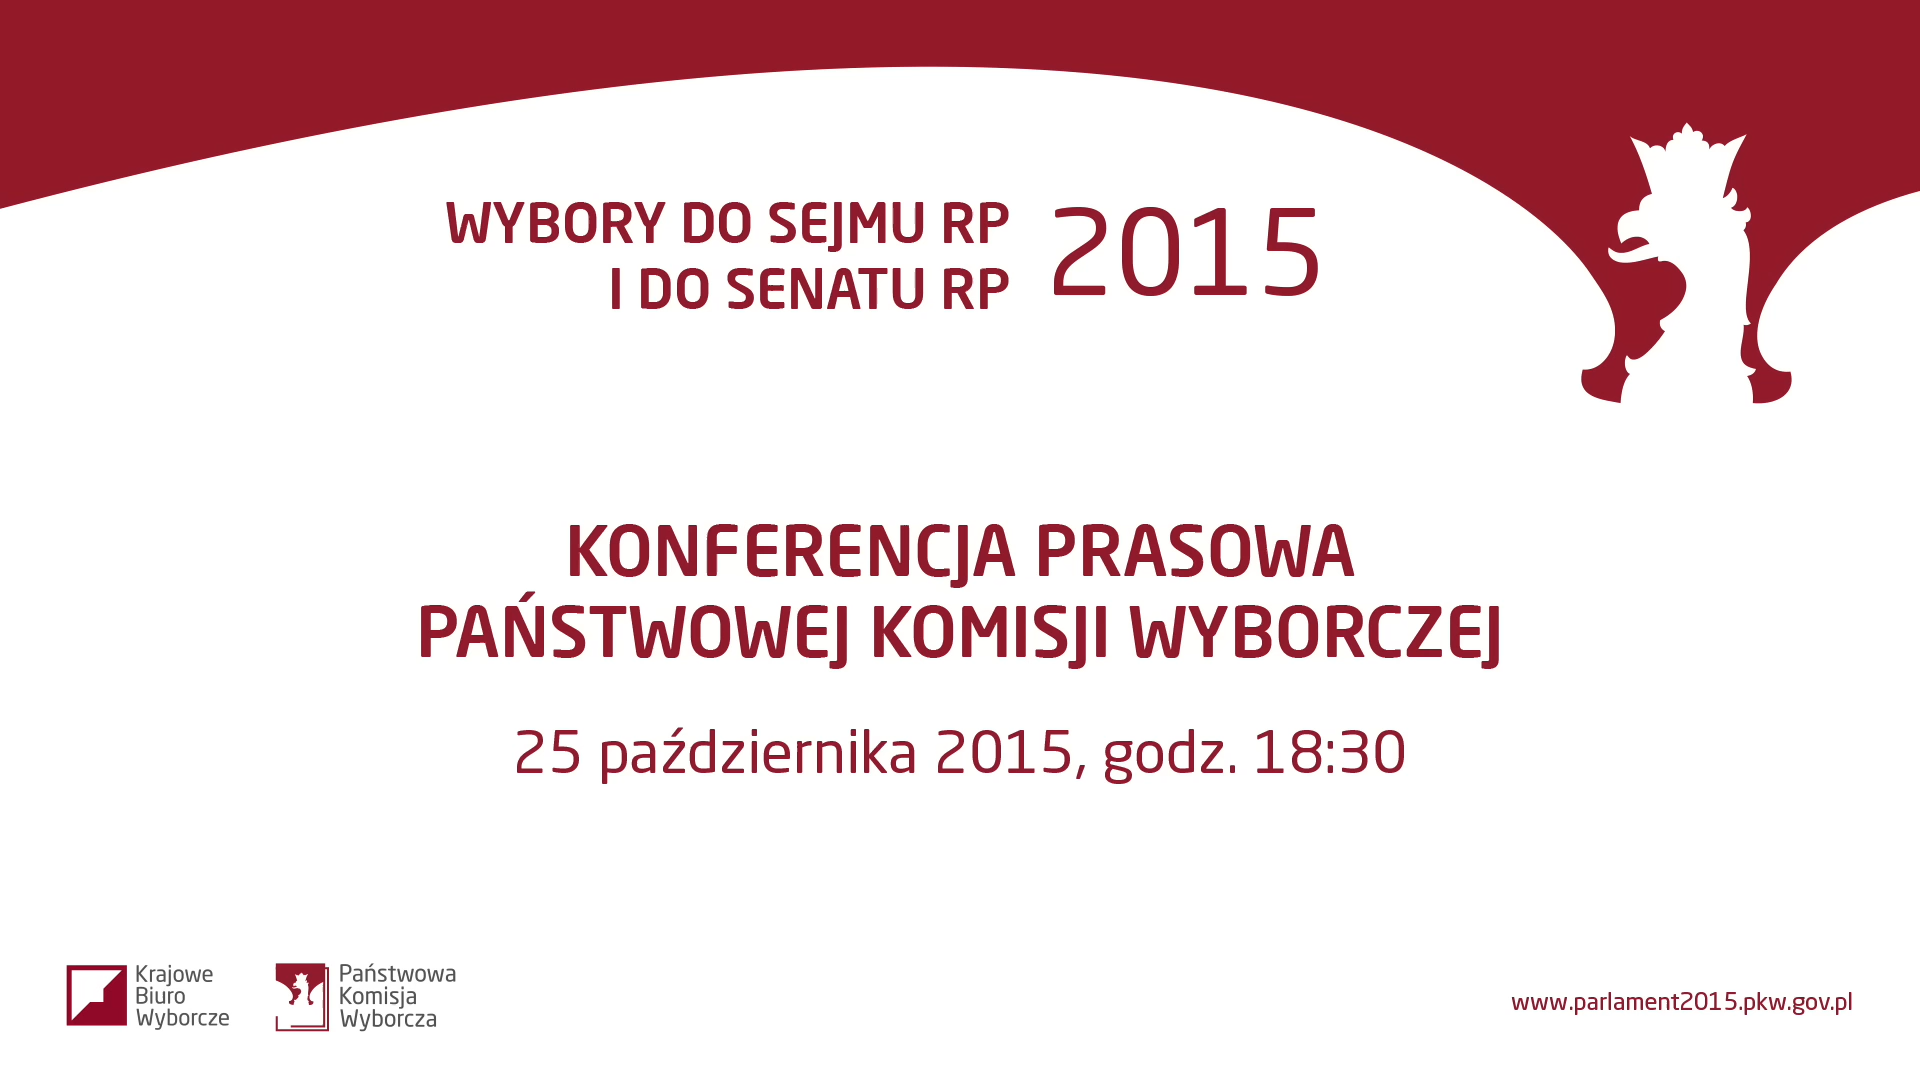 WYBORY DO SEJMU RP
I DO SENATU RP
2015
KONFERENCJA PRASOWA
PAŃSTWOWEJ KOMISJI WYBORCZEJ
25 października 2015, godz. 18:30
Krajowe
Biuro
Wyborcze
Państwowa
Komisja
Wyborcza
www.parlament2015.pkw.gov.pl